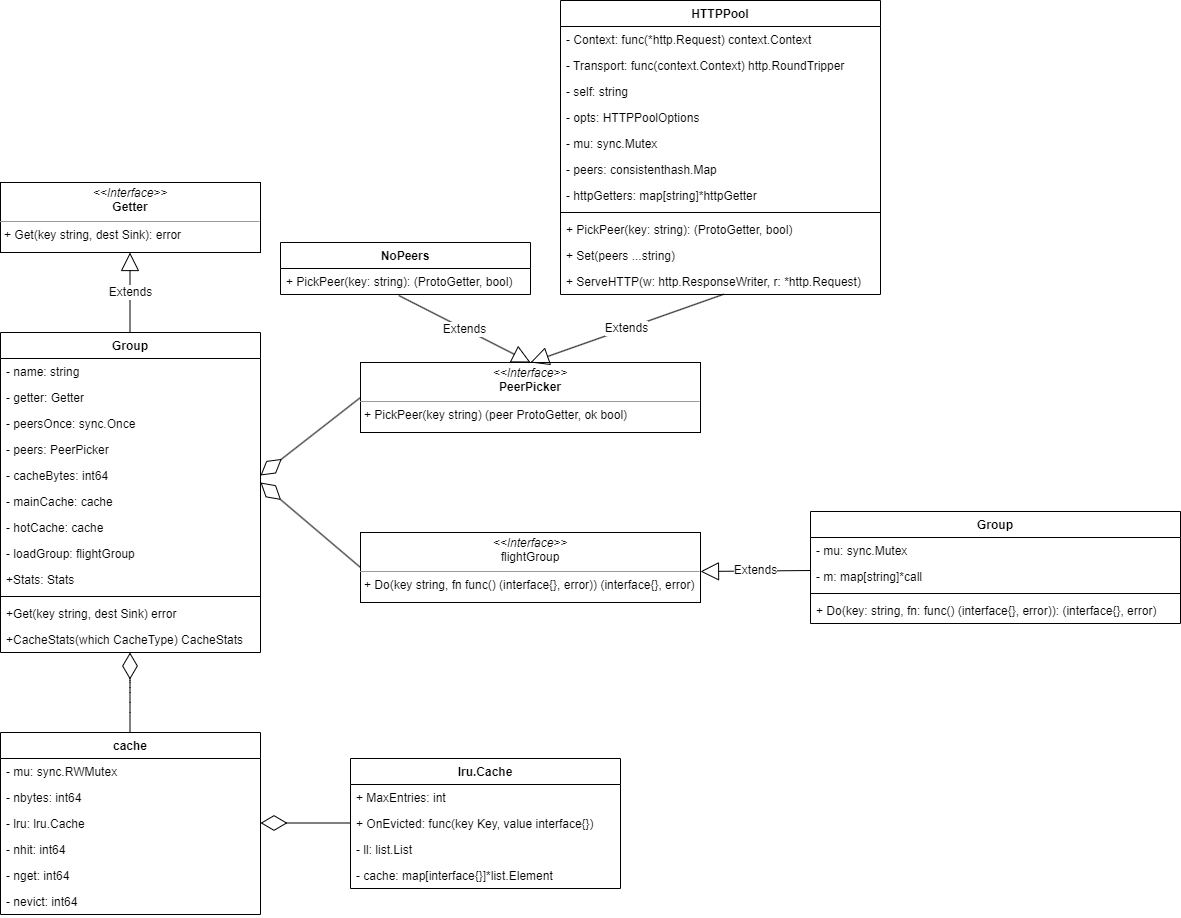 HTTPPool
- Context: func(*http.Request) context.Context
- Transport: func(context.Context) http.RoundTripper
- self: string
- opts: HTTPPoolOptions
- mu: sync.Mutex
- peers: consistenthash.Map
- httpGetters: map[string]*httpGetter
+ PickPeer(key: string): (ProtoGetter, bool)
+ Set(peers ...string)
+ ServeHTTP(w: http.ResponseWriter, r: *http.Request)
<<Interface>>
Getter
+ Get(key string, dest Sink): error
Extends
NoPeers
+ PickPeer(key: string): (ProtoGetter, bool)
Extends
Extends
Group
- name: string
- getter: Getter
- peersOnce: sync.Once
- peers: PeerPicker
- cacheBytes: int64
- mainCache: cache
- hotCache: cache
- loadGroup: flightGroup
+Stats: Stats
+Get(key string, dest Sink) error
+CacheStats(which CacheType) CacheStats
<<Interface>>
PeerPicker
+ PickPeer(key string) (peer ProtoGetter, ok bool)
<<Interface>>
flightGroup
+ Do(key string, fn func() (interface{}, error)) (interface{}, error)
Extends
Group
- mu: sync.Mutex
- m: map[string]*call
+ Do(key: string, fn: func() (interface{}, error)): (interface{}, error)
cache
- mu: sync.RWMutex
- nbytes: int64
- lru: lru.Cache
- nhit: int64
- nget: int64
- nevict: int64
lru.Cache
+ MaxEntries: int
+ OnEvicted: func(key Key, value interface{})
- ll: list.List
- cache: map[interface{}]*list.Element